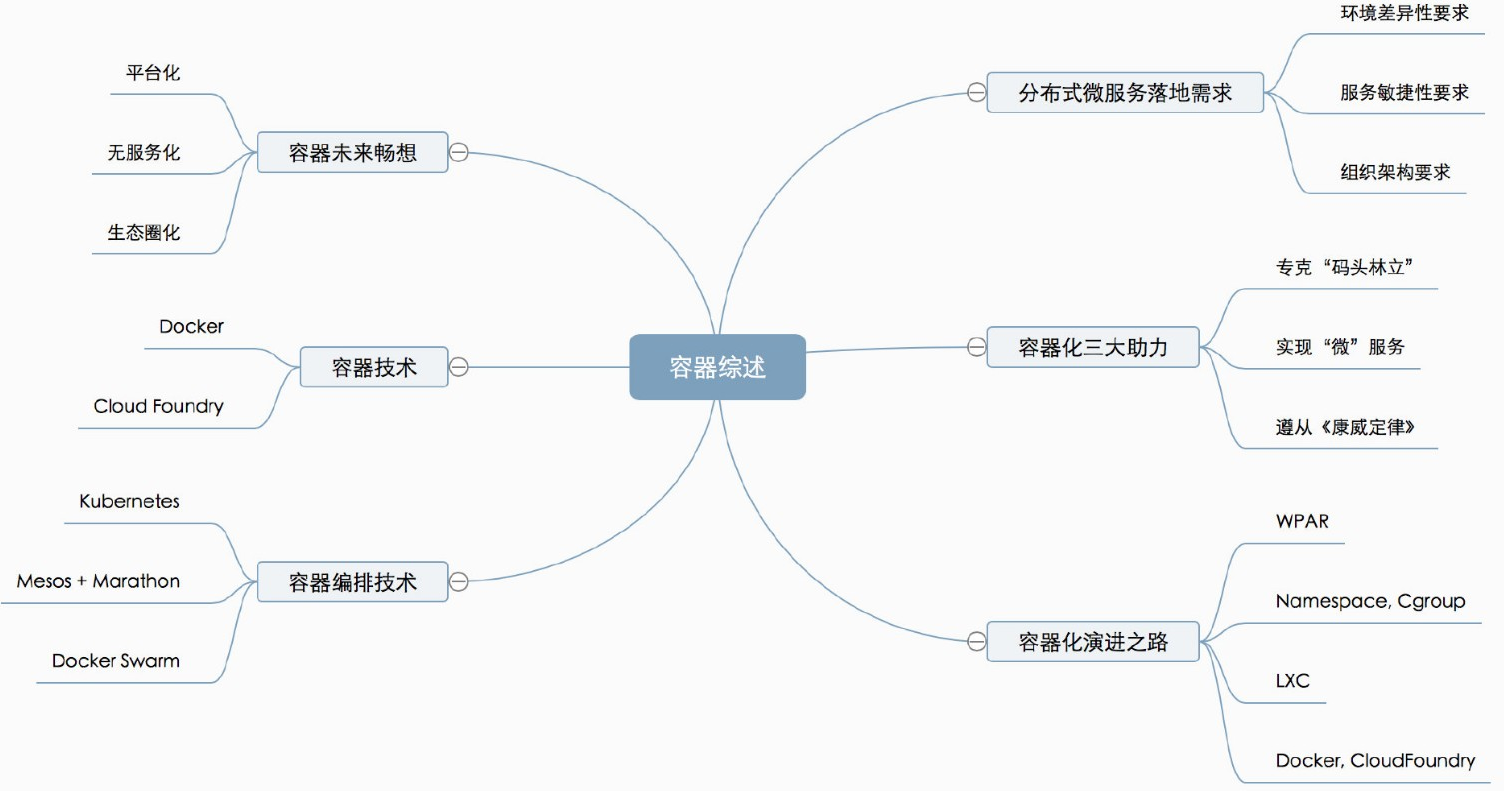 容器综述
分布式微服务落地需求
环境差异性要求
服务敏捷性要求
组织架构要求
容器化三大助力
专克“码头林立”
实现“微”服务
遵从《康威定律》
容器化演进之路
WPAR
Namespace, Cgroup
LXC
Docker, CloudFoundry
容器未来畅想
平台化
无服务化
生态圈化
容器技术
Docker
Cloud Foundry
容器编排技术
Kubernetes
Mesos + Marathon
Docker Swarm